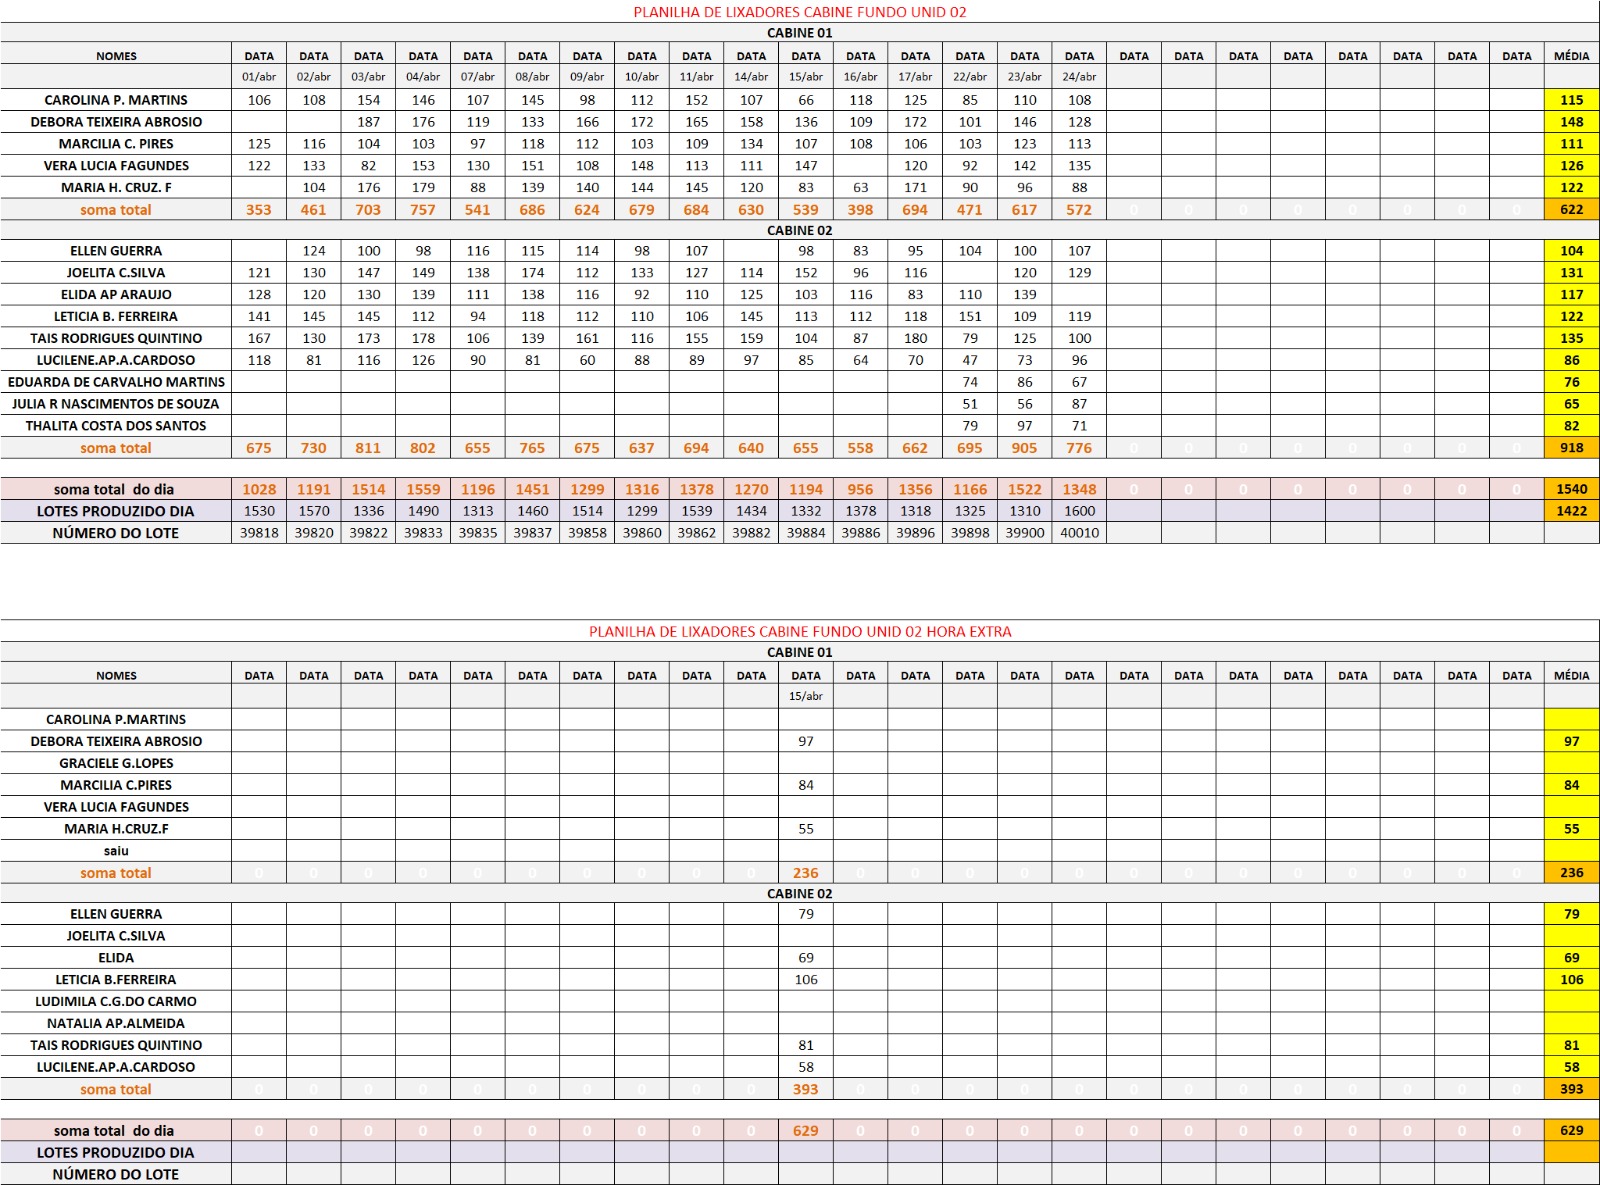 PLANILHA DE LIXADORES CABINE FUNDO UNID 02
CABINE 01
NOMES DATA DATA DATA DATA DATA DATA DATA DATA DATA DATA DATA DATA DATA DATA DATA DATA DATA DATA DATA DATA DATA DATA DATA DATA MÉDIA
01/abr 02/abr 03/abr 04/abr 07/abr 08/abr 09/abr 10/abr 11/abr 14/abr 15/abr 16/abr 17/abr 22/abr 23/abr 24/abr
CAROLINA P. MARTINS 106 108 154 146 107 145 98 112 152 107 66 118 125 85 110 108 115
DEBORA TEIXEIRA ABROSIO 187 176 119 133 166 172 165 158 136 109 172 101 146 128 148
MARCILIA C. PIRES 125 116 104 103 97 118 112 103 109 134 107 108 106 103 123 113 111
VERA LUCIA FAGUNDES 122 133 82 153 130 151 108 148 113 111 147 120 92 142 135 126
MARIA H. CRUZ. F 104 176 179 88 139 140 144 145 120 83 63 171 90 96 88 122
soma total 353 461 703 757 541 686 624 679 684 630 539 398 694 471 617 572 0 0 0 0 0 0 0 0 622
CABINE 02
ELLEN GUERRA 124 100 98 116 115 114 98 107 98 83 95 104 100 107 104
JOELITA C.SILVA 121 130 147 149 138 174 112 133 127 114 152 96 116 120 129 131
ELIDA AP ARAUJO 128 120 130 139 111 138 116 92 110 125 103 116 83 110 139 117
LETICIA B. FERREIRA 141 145 145 112 94 118 112 110 106 145 113 112 118 151 109 119 122
TAIS RODRIGUES QUINTINO 167 130 173 178 106 139 161 116 155 159 104 87 180 79 125 100 135
LUCILENE.AP.A.CARDOSO 118 81 116 126 90 81 60 88 89 97 85 64 70 47 73 96 86
EDUARDA DE CARVALHO MARTINS 74 86 67 76
JULIA R NASCIMENTOS DE SOUZA 51 56 87 65
THALITA COSTA DOS SANTOS 79 97 71 82
soma total 675 730 811 802 655 765 675 637 694 640 655 558 662 695 905 776 0 0 0 0 0 0 0 0 918
soma total do dia 1028 1191 1514 1559 1196 1451 1299 1316 1378 1270 1194 956 1356 1166 1522 1348 0 0 0 0 0 0 0 0 1540
LOTES PRODUZIDO DIA 1530 1570 1336 1490 1313 1460 1514 1299 1539 1434 1332 1378 1318 1325 1310 1600 1422
NÚMERO DO LOTE 39818 39820 39822 39833 39835 39837 39858 39860 39862 39882 39884 39886 39896 39898 39900 40010
PLANILHA DE LIXADORES CABINE FUNDO UNID 02 HORA EXTRA
CABINE 01
NOMES DATA DATA DATA DATA DATA DATA DATA DATA DATA DATA DATA DATA DATA DATA DATA DATA DATA DATA DATA DATA DATA DATA DATA DATA MÉDIA
15/abr
CAROLINA P.MARTINS
DEBORA TEIXEIRA ABROSIO 97 97
GRACIELE G.LOPES
MARCILIA C.PIRES 84 84
VERA LUCIA FAGUNDES
MARIA H.CRUZ.F 55 55
saiu
soma total 0 0 0 0 0 0 0 0 0 0 236 0 0 0 0 0 0 0 0 0 0 0 0 0 236
CABINE 02
ELLEN GUERRA 79 79
JOELITA C.SILVA
ELIDA 69 69
LETICIA B.FERREIRA 106 106
LUDIMILA C.G.DO CARMO
NATALIA AP.ALMEIDA
TAIS RODRIGUES QUINTINO 81 81
LUCILENE.AP.A.CARDOSO 58 58
soma total 0 0 0 0 0 0 0 0 0 0 393 0 0 0 0 0 0 0 0 0 0 0 0 0 393
soma total do dia 0 0 0 0 0 0 0 0 0 0 629 0 0 0 0 0 0 0 0 0 0 0 0 0 629
LOTES PRODUZIDO DIA
NÚMERO DO LOTE